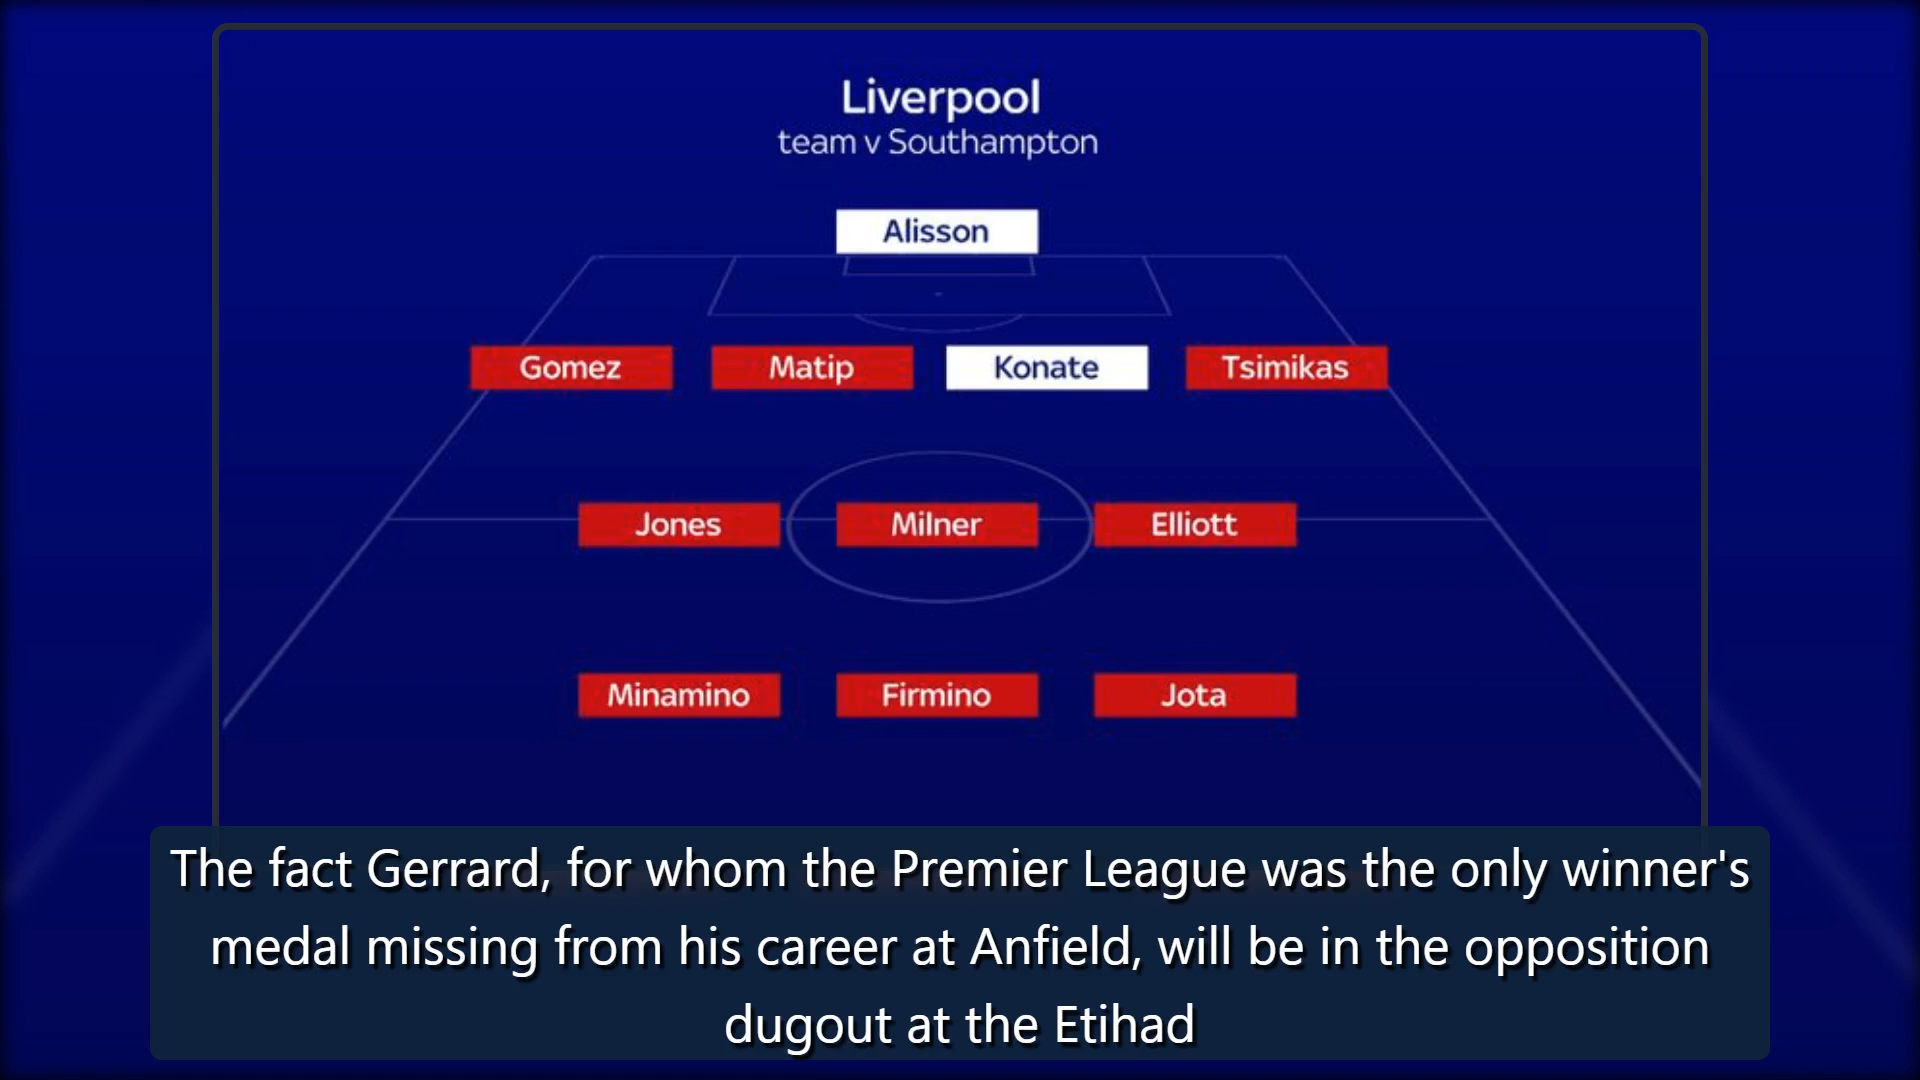 Liverpool
team v Southampton
Alisson
Gomez Matip Konate Tsimikas
Jones Milner Elliott
Minamino Firmino Jota
The fact Gerrard, for whom the Premier League was the only winner's
medal missing from his career at Anfield, will be in the opposition
dugout at the Etihad